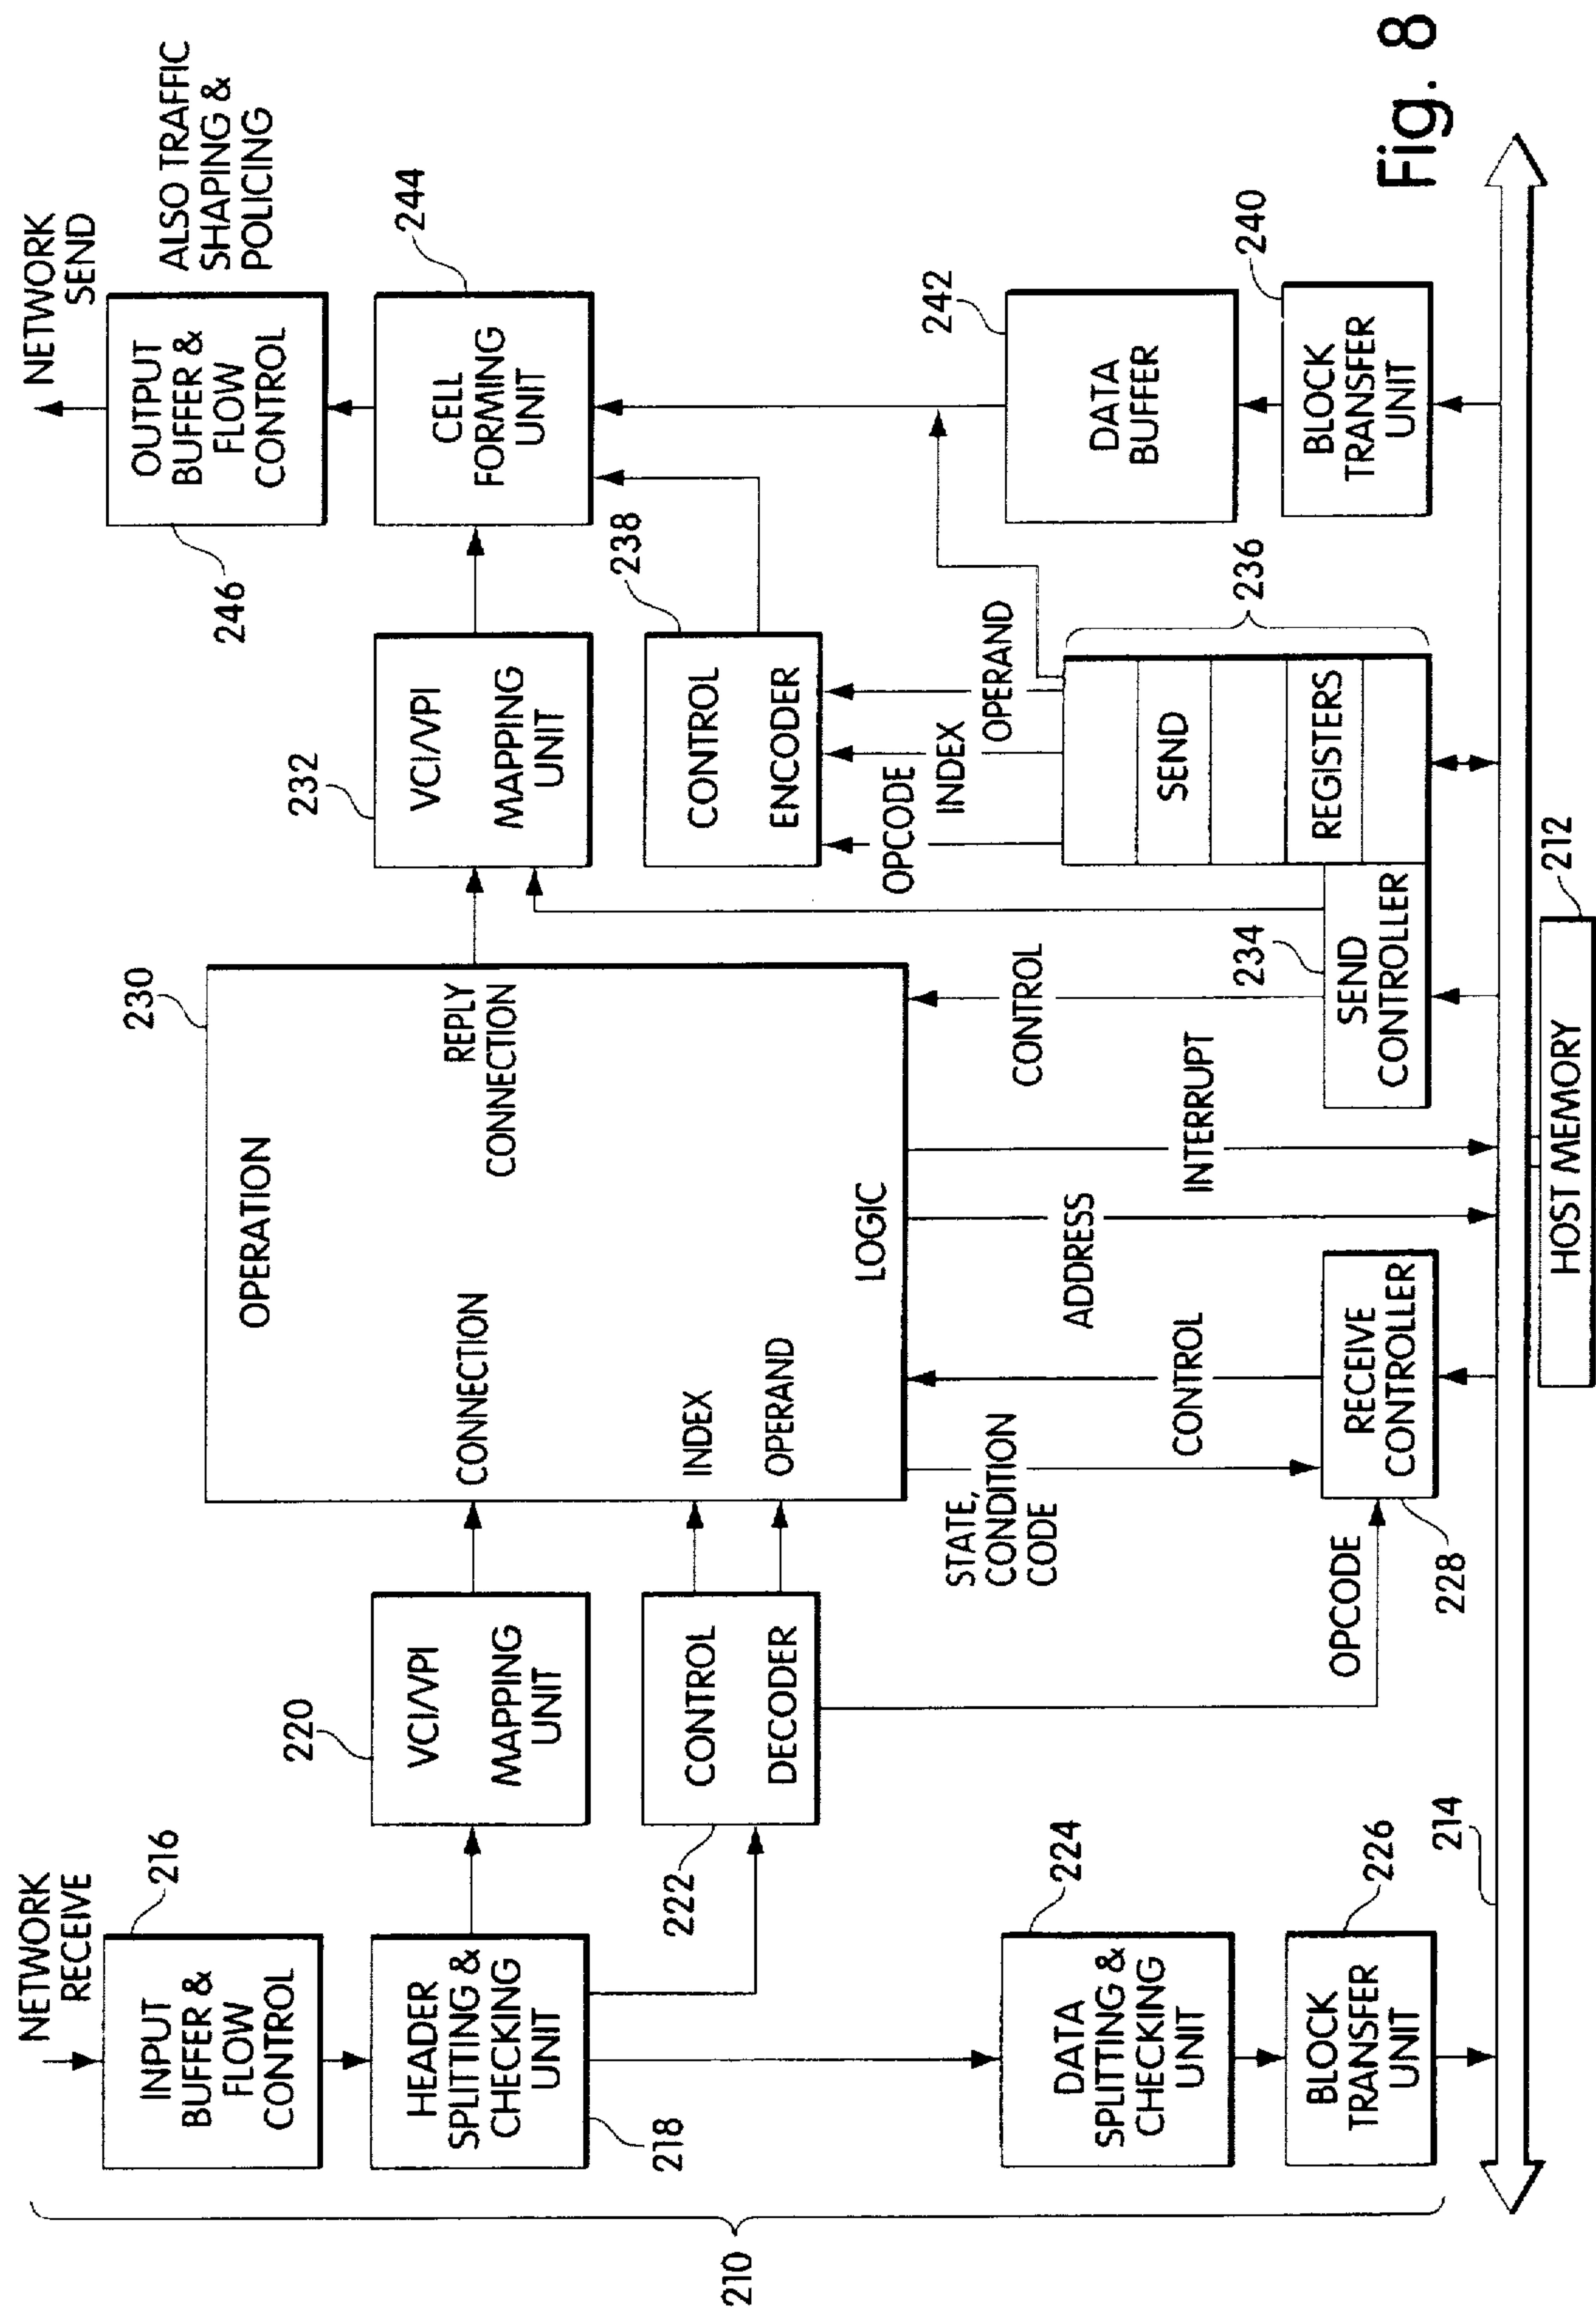 NETWORK
RECEIVE
INPUT
BUFFER &
FLOW
CONTROL
216
HEADER
SPLITTING &
CHECKING
UNIT
218
VCI/VPI
MAPPING
UNIT
220
CONTROL
DECODER
222
DATA
SPLITTING &
CHECKING
UNIT
224
BLOCK
TRANSFER
UNIT
226
214
210
OPERATION
CONNECTION
REPLY
CONNECTION
INDEX
OPERAND
LOGIC
230
STATE,
CONDITION
CODE
CONTROL
OPCODE
RECEIVE
CONTROLLER
228
ADDRESS
INTERRUPT
CONTROL
SEND
CONTROLLER
234
HOST MEMORY
212
VCI/VPI
MAPPING
UNIT
232
CONTROL
ENCODER
238
OPCODE
INDEX
OPERAND
SEND
REGISTERS
236
NETWORK
SEND
OUTPUT
BUFFER &
FLOW
CONTROL
246
ALSO TRAFFIC
SHAPING &
POLICING
CELL
FORMING
UNIT
244
DATA
BUFFER
242
BLOCK
TRANSFER
UNIT
240
Fig. 8